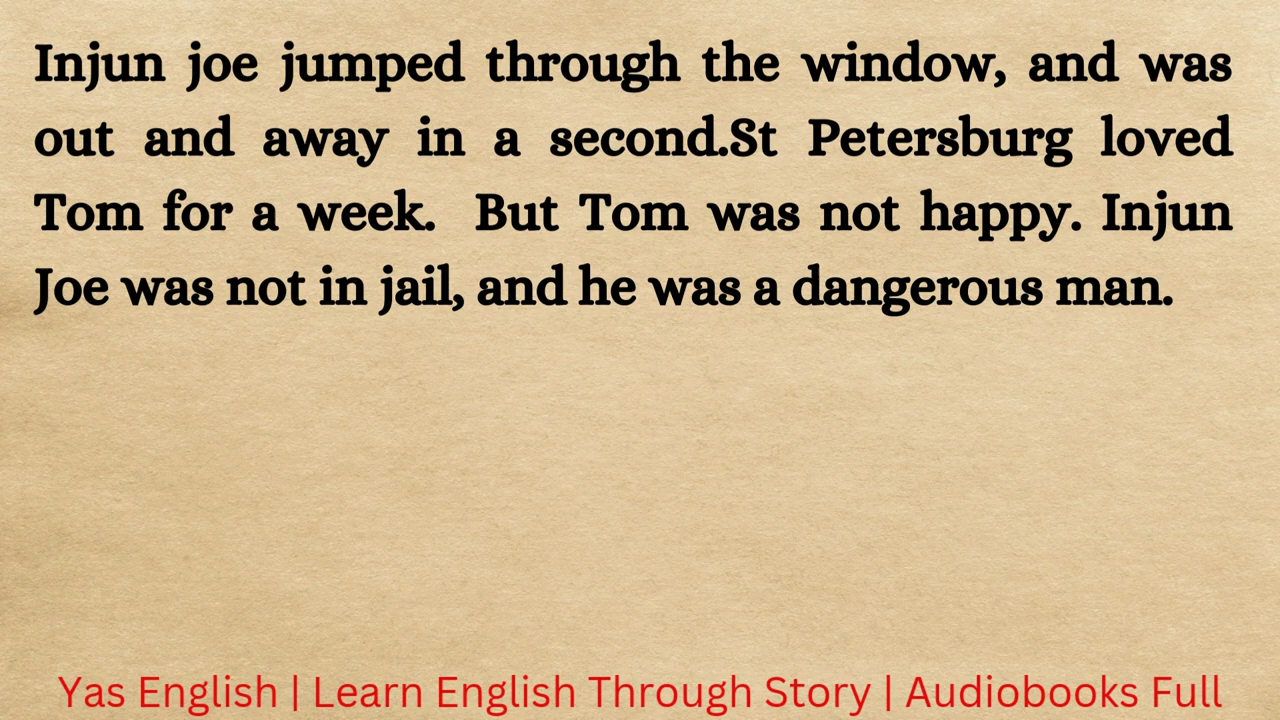 Injun joe jumped through the window, and was
out and away in a second.St Petersburg loved
Tom for a week. But Tom was not happy. Injun
Joe was not in jail, and he was a dangerous man.
Yas English | Learn English Through Story | Audiobooks Full